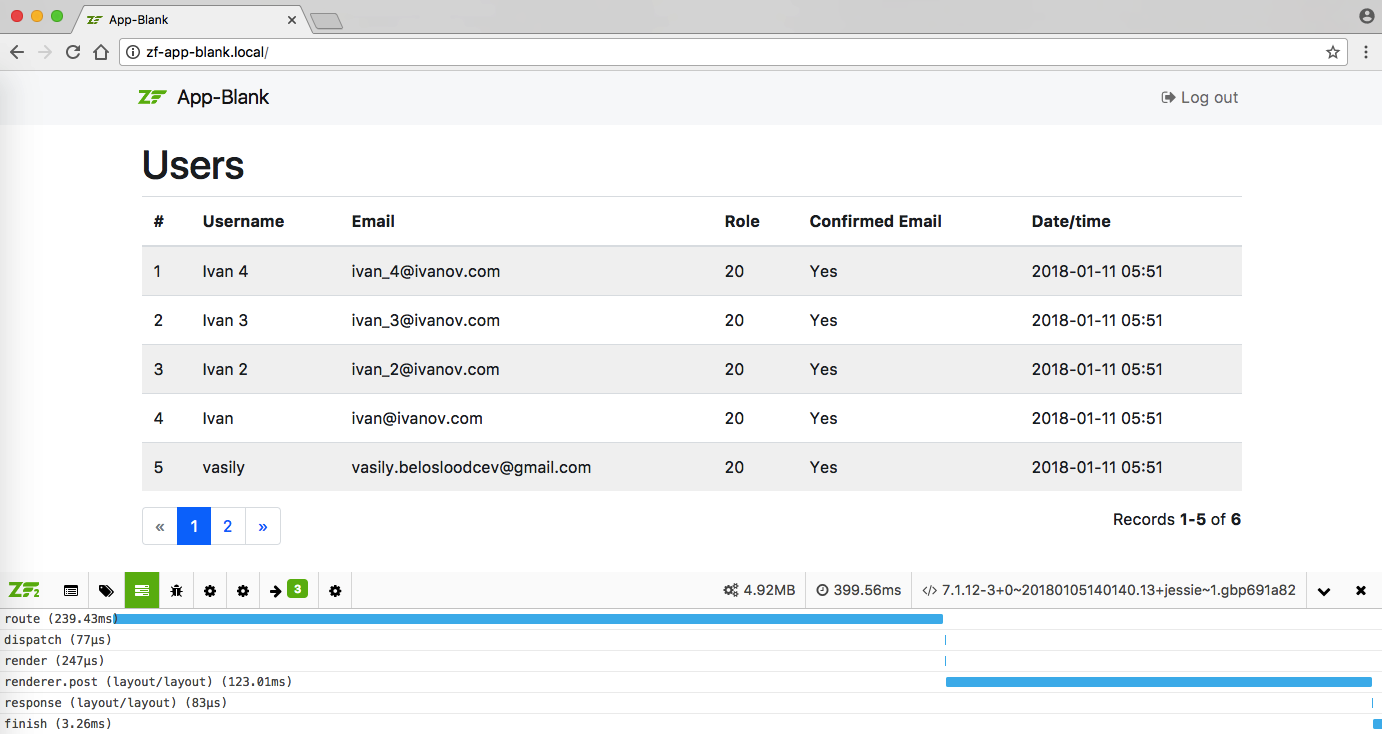 App-Blank
zf-app-blank.local/
ZF App-Blank
Log out
Users
# Username Email Role Confirmed Email Date/time
1 Ivan 4 ivan_4@ivanov.com 20 Yes 2018-01-11 05:51
2 Ivan 3 ivan_3@ivanov.com 20 Yes 2018-01-11 05:51
3 Ivan 2 ivan_2@ivanov.com 20 Yes 2018-01-11 05:51
4 Ivan ivan@ivanov.com 20 Yes 2018-01-11 05:51
5 vasily vasily.belosloodcev@gmail.com 20 Yes 2018-01-11 05:51
« 1 2 » Records 1-5 of 6
ZF2 3 4.92MB 399.56ms </> 7.1.12-3+0~20180105140140.13+jessie~1.gbp691a82
route (239.43ms)
dispatch (77µs)
render (247µs)
renderer.post (layout/layout) (123.01ms)
response (layout/layout) (83µs)
finish (3.26ms)